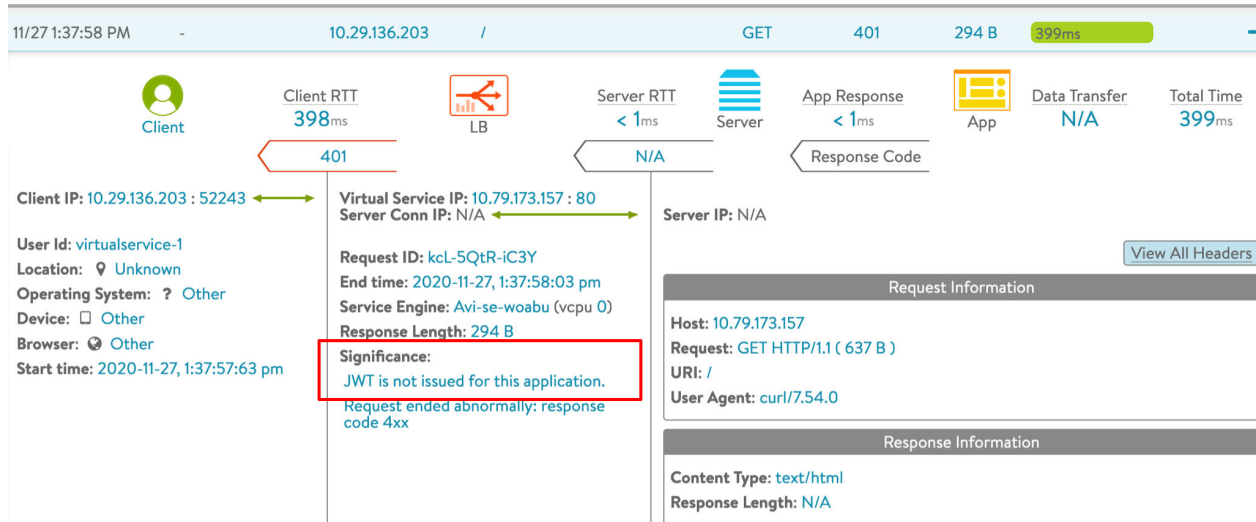 11/27 1:37:58 PM - 10.29.136.203 / GET 401 294 B 399ms
Client RTT Server RTT App Response Data Transfer Total Time
398ms < 1ms < 1ms N/A 399ms
Client LB Server App
401 N/A Response Code
Client IP: 10.29.136.203 : 52243
User Id: virtualservice-1
Location: Unknown
Operating System: ? Other
Device: Other
Browser: Other
Start time: 2020-11-27, 1:37:57:63 pm
Virtual Service IP: 10.79.173.157 : 80
Server Conn IP: N/A
Request ID: kcL-5QtR-iC3Y
End time: 2020-11-27, 1:37:58:03 pm
Service Engine: Avi-se-woabu (vcpu 0)
Response Length: 294 B
Significance:
JWT is not issued for this application.
Request ended abnormally: response
code 4xx
Server IP: N/A
View All Headers
Request Information
Host: 10.79.173.157
Request: GET HTTP/1.1 ( 637 B )
URI: /
User Agent: curl/7.54.0
Response Information
Content Type: text/html
Response Length: N/A